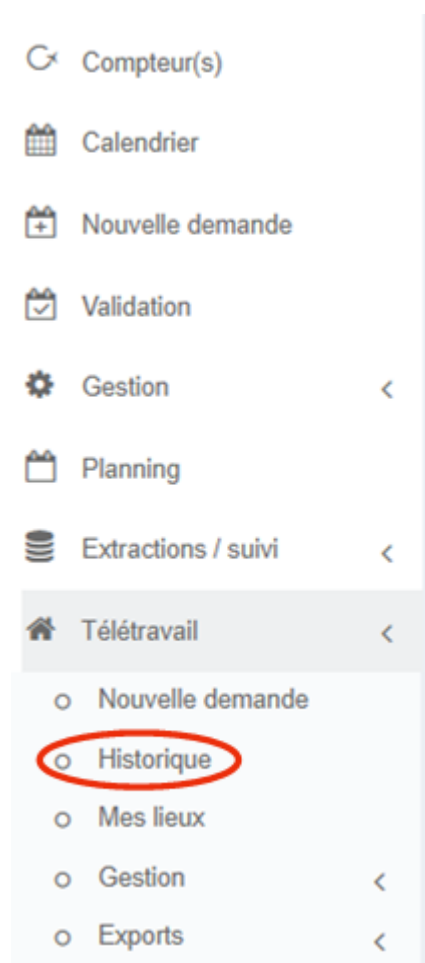 Compteur(s)
Calendrier
Nouvelle demande
Validation
Gestion
Planning
Extractions / suivi
Télétravail
Nouvelle demande
Historique
Mes lieux
Gestion
Exports